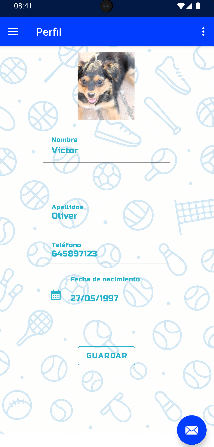 08:41
Perfil
Nombre
Victor
Apellidos
Oliver
Teléfono
645897123
Fecha de nacimiento
27/05/1997
GUARDAR